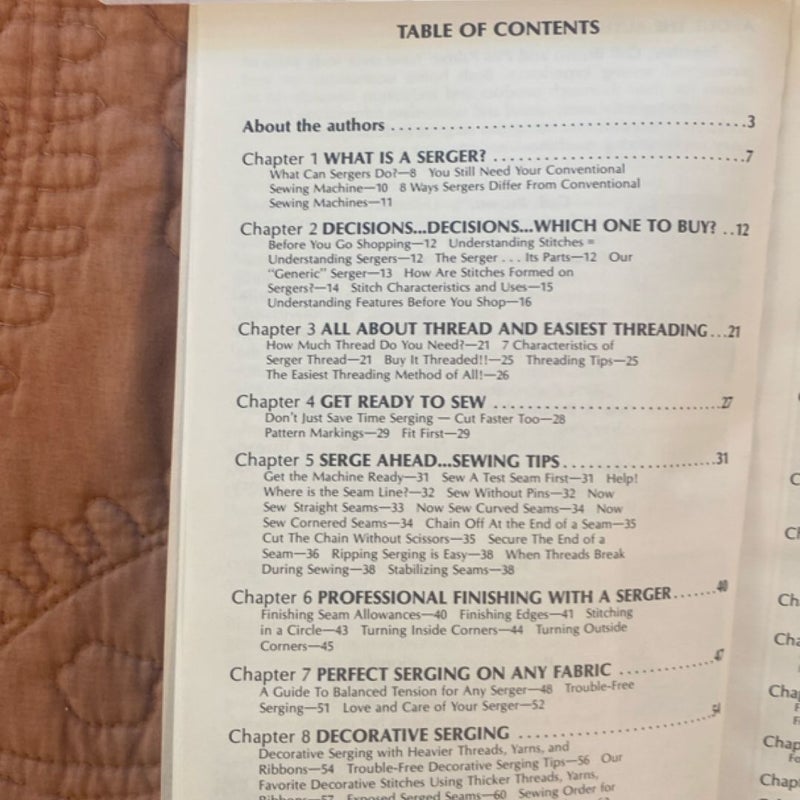 TABLE OF CONTENTS
About the authors ................................................3
Chapter 1 WHAT IS A SERGER? ..................................7
What Can Sergers Do?—8 You Still Need Your Conventional
Sewing Machine—10 8 Ways Sergers Differ From Conventional
Sewing Machines—11
Chapter 2 DECISIONS...DECISIONS...WHICH ONE TO BUY? ..12
Before You Go Shopping—12 Understanding Stitches =
Understanding Sergers—12 The Serger . . . Its Parts—12 Our
"Generic" Serger—13 How Are Stitches Formed on
Sergers?—14 Stitch Characteristics and Uses—15
Understanding Features Before You Shop—16
Chapter 3 ALL ABOUT THREAD AND EASIEST THREADING...21
How Much Thread Do You Need?—21 7 Characteristics of
Serger Thread—21 Buy It Threaded!!—25 Threading Tips—25
The Easiest Threading Method of All!—26
Chapter 4 GET READY TO SEW ................................27
Don't Just Save Time Serging — Cut Faster Too—28
Pattern Markings—29 Fit First—29
Chapter 5 SERGE AHEAD...SEWING TIPS.....................31
Get the Machine Ready—31 Sew A Test Seam First—31 Help!
Where is the Seam Line?—32 Sew Without Pins—32 Now
Sew Straight Seams—33 Now Sew Curved Seams—34 Now
Sew Cornered Seams—34 Chain Off At the End of a Seam—35
Cut The Chain Without Scissors—35 Secure The End of a
Seam—36 Ripping Serging is Easy—38 When Threads Break
During Sewing—38 Stabilizing Seams—38
Chapter 6 PROFESSIONAL FINISHING WITH A SERGER.......40
Finishing Seam Allowances—40 Finishing Edges—41 Stitching
in a Circle—43 Turning Inside Corners—44 Turning Outside
Corners—45
Chapter 7 PERFECT SERGING ON ANY FABRIC ..............47
A Guide To Balanced Tension for Any Serger—48 Trouble-Free
Serging—51 Love and Care of Your Serger—52
Chapter 8 DECORATIVE SERGING ............................54
Decorative Serging with Heavier Threads, Yarns, and
Ribbons—54 Trouble-Free Decorative Serging Tips—56 Our
Favorite Decorative Stitches Using Thicker Threads, Yarns,
Ribbons—57 Exposed Serged Seams—60 Sewing Order for